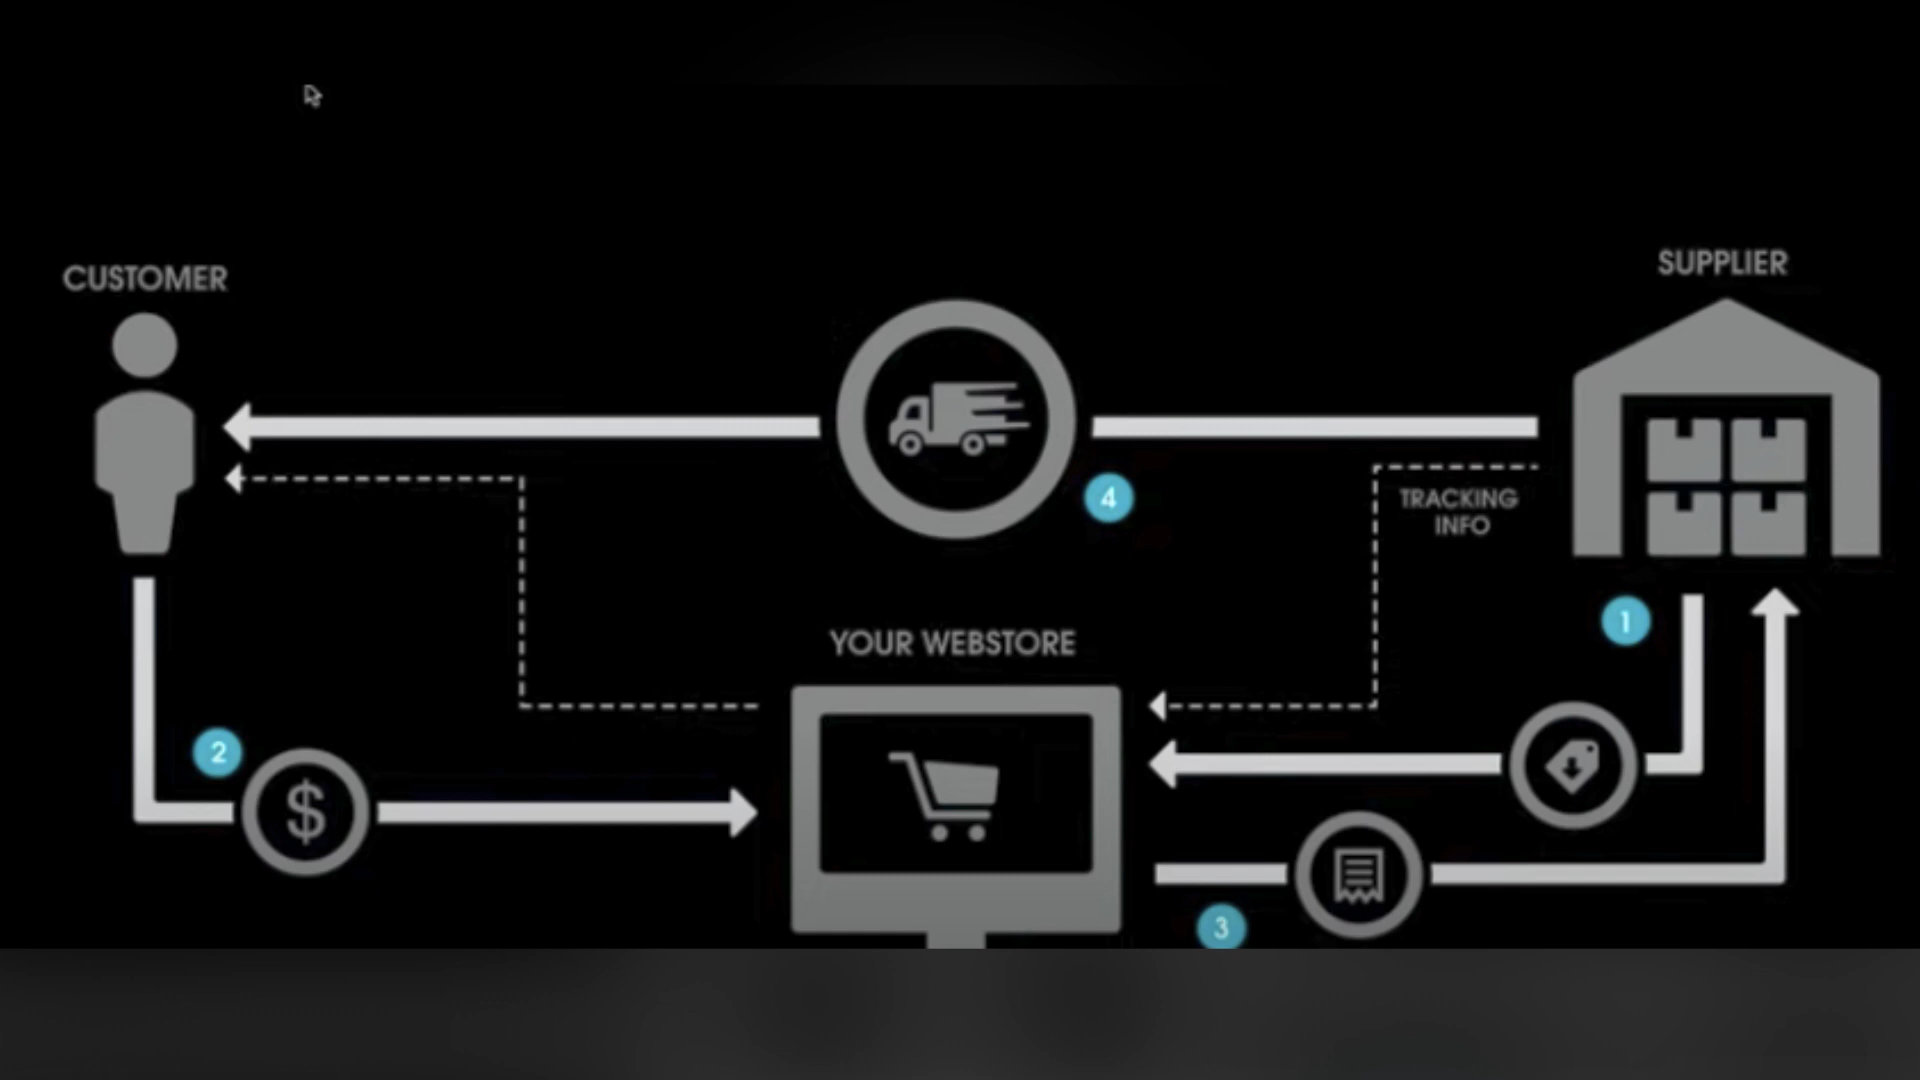 CUSTOMER
SUPPLIER
4
TRACKING
INFO
1
YOUR WEBSTORE
2
$
3